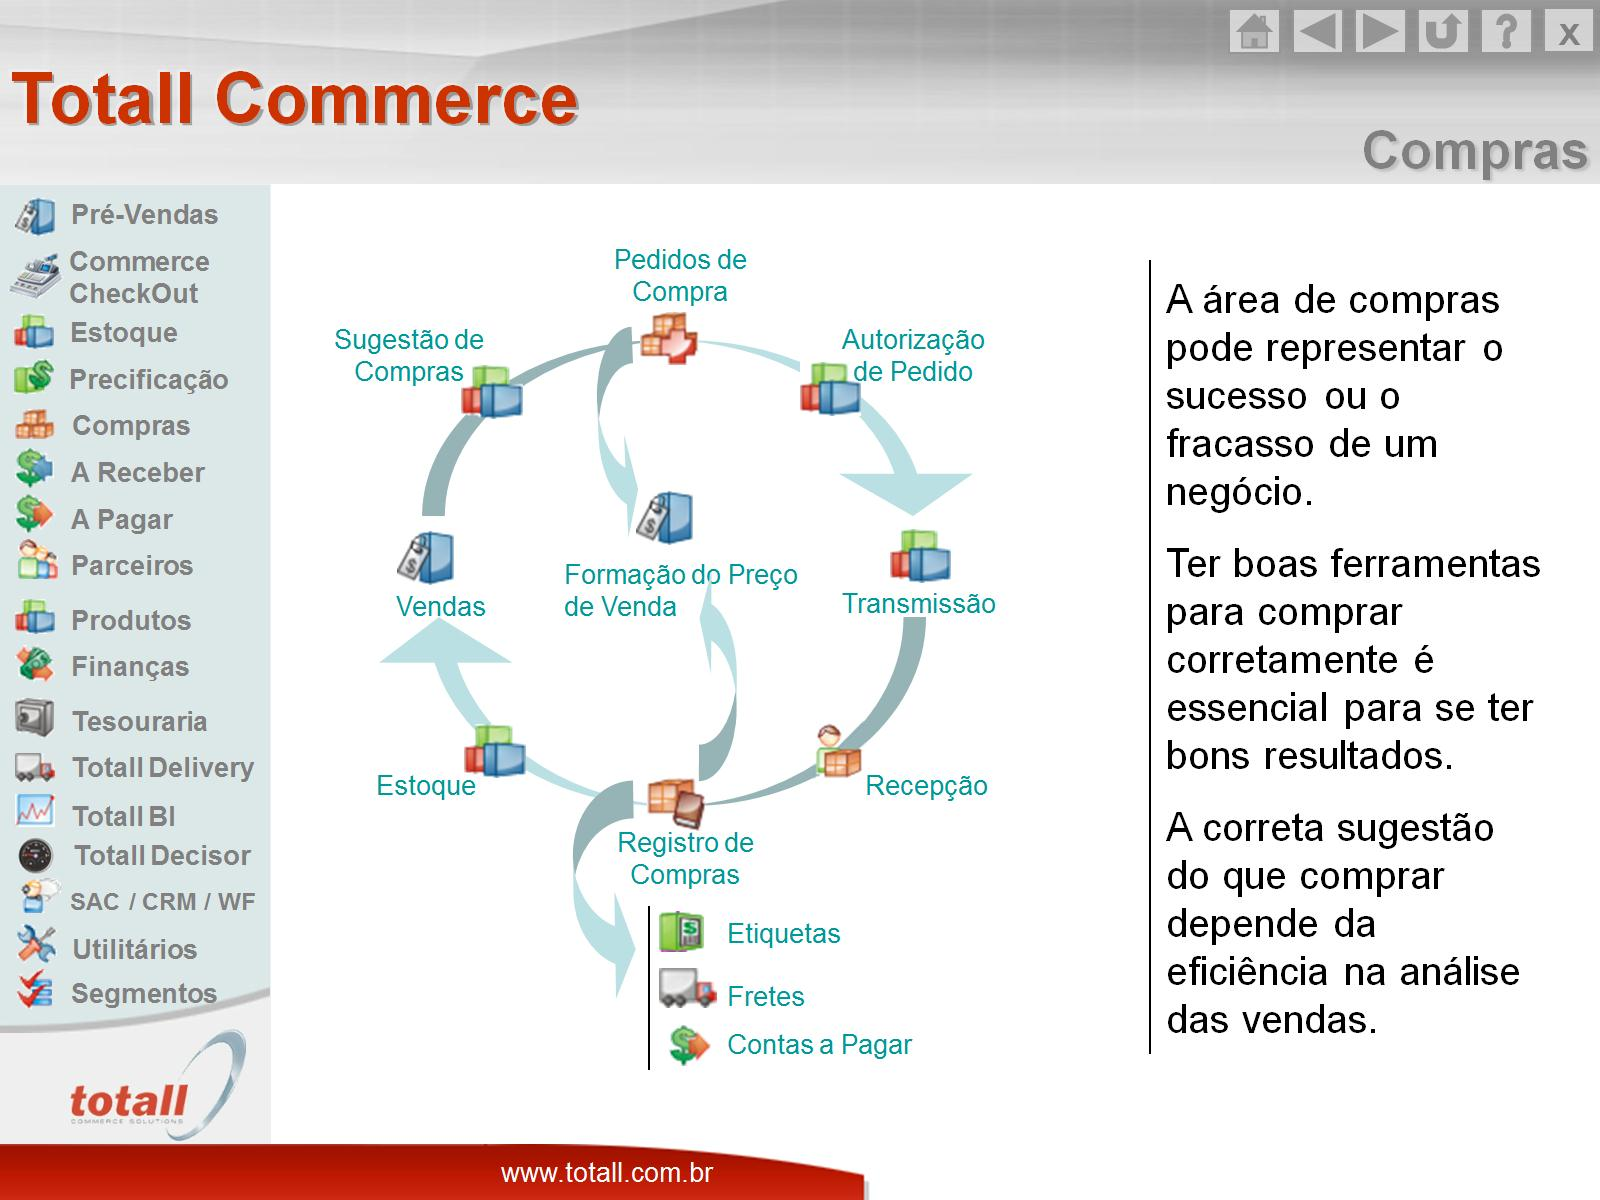 x
Totall Commerce
Compras
Pré-Vendas
Commerce
CheckOut
Estoque
Precificação
Compras
A Receber
A Pagar
Parceiros
Produtos
Finanças
Tesouraria
Totall Delivery
Totall BI
Totall Decisor
SAC / CRM / WF
Utilitários
Segmentos
totall
COMMERCE SOLUTIONS
Pedidos de
Compra
Sugestão de
Compras
Autorização
de Pedido
Vendas
Formação do Preço
de Venda
Transmissão
Estoque
Recepção
Registro de
Compras
Etiquetas
Fretes
Contas a Pagar
A área de compras
pode representar o
sucesso ou o
fracasso de um
negócio.
Ter boas ferramentas
para comprar
corretamente é
essencial para se ter
bons resultados.
A correta sugestão
do que comprar
depende da
eficiência na análise
das vendas.
www.totall.com.br